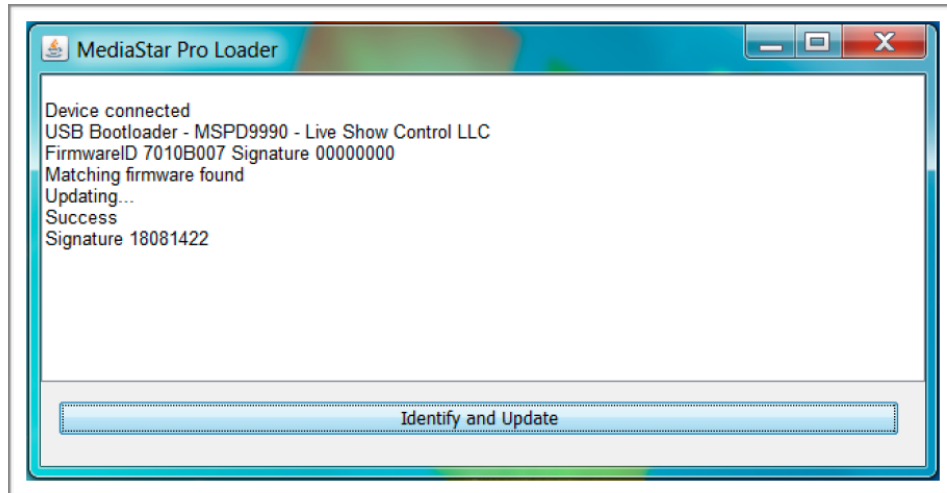 MediaStar Pro Loader
Device connected
USB Bootloader - MSPD9990 - Live Show Control LLC
FirmwareID 7010B007 Signature 00000000
Matching firmware found
Updating...
Success
Signature 18081422
Identify and Update